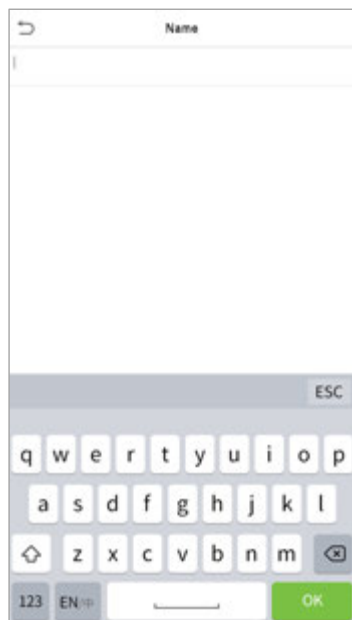 Name
ESC
q w e r t y u i o p
a s d f g h j k l
z x c v b n m
123 EN OK